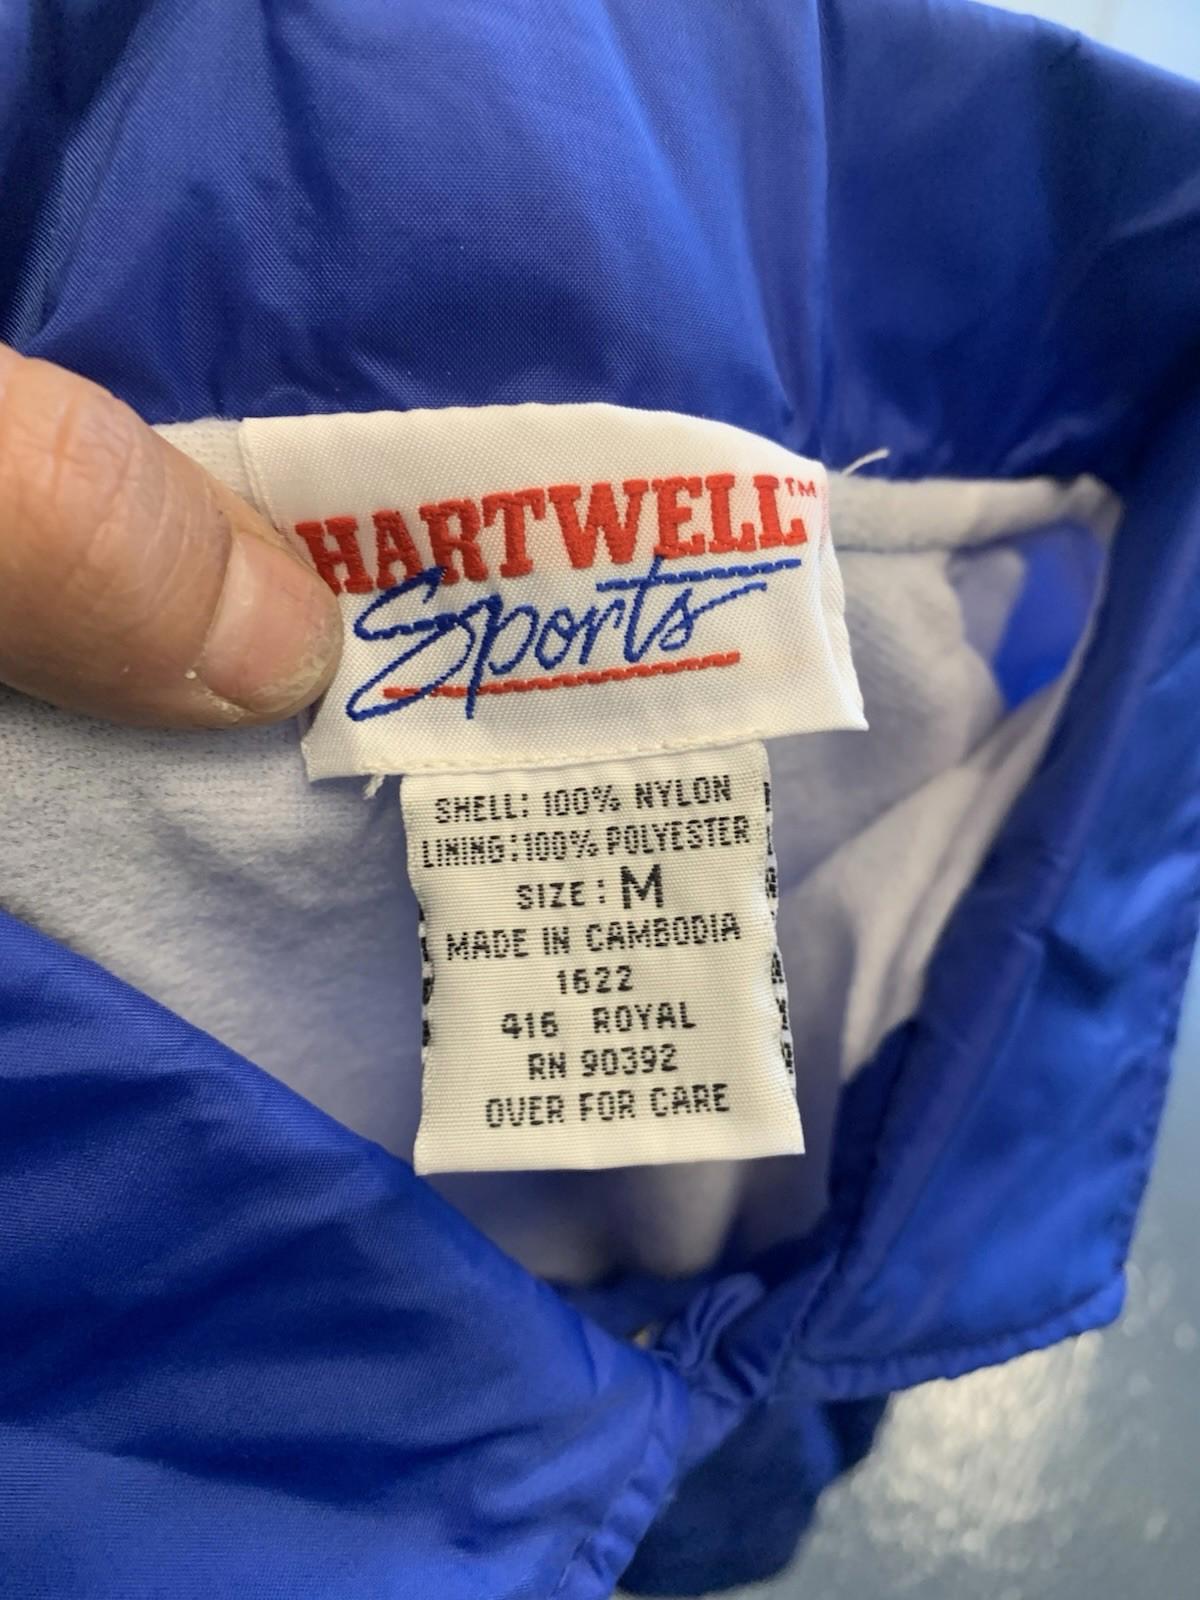 HARTWELL™
Sports
SHELL: 100% NYLON
LINING: 100% POLYESTER
SIZE: M
MADE IN CAMBODIA
1622
416 ROYAL
RN 90392
OVER FOR CARE